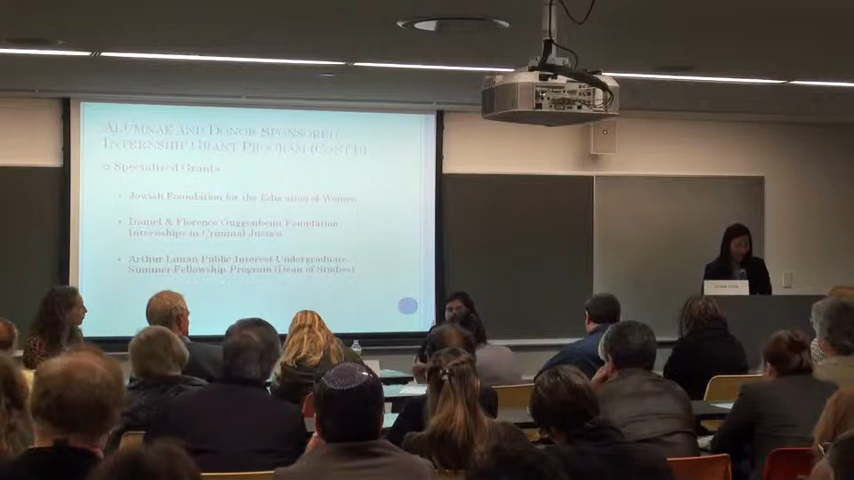 Alumnae and Donor Sponsored
Internship Grant Program (Cont'd)
Specialized Grants
Jewish Foundation for the Education of Women
Daniel & Florence Guggenheim Foundation
Internships in Criminal Justice
Arthur Liman Public Interest Undergraduate
Summer Fellowship Program (Dean of Studies)